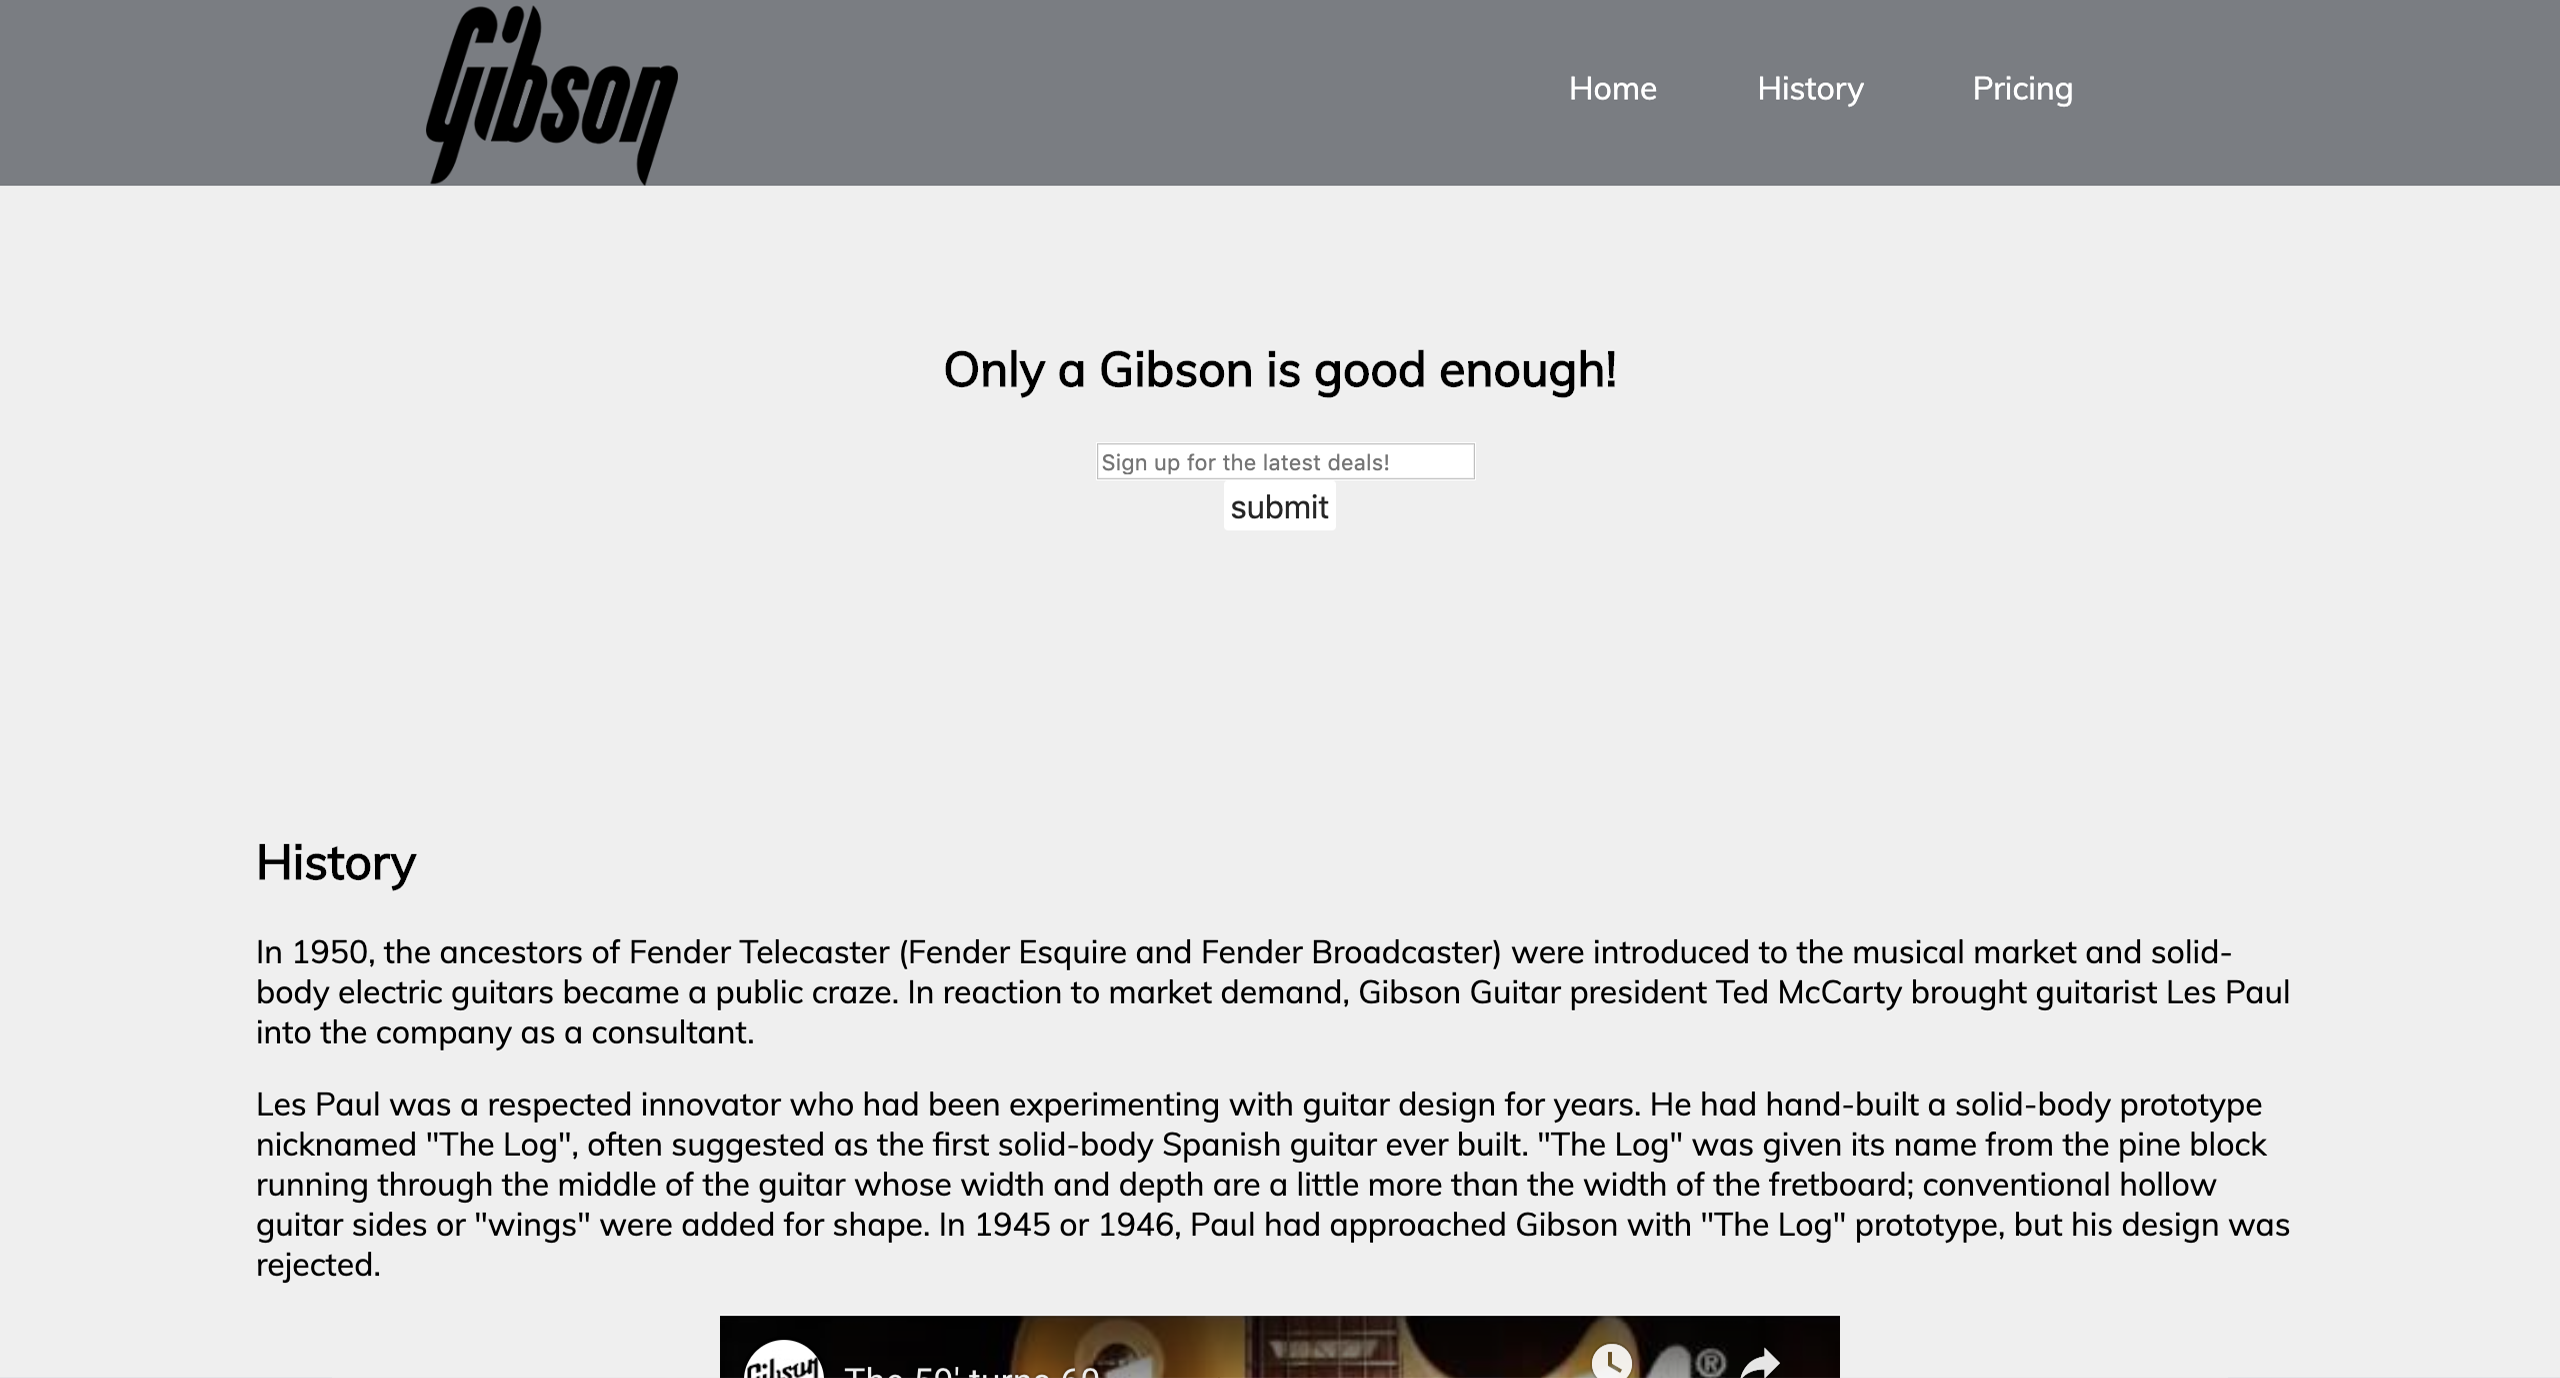 Gibson
Home
History
Pricing
Only a Gibson is good enough!
Sign up for the latest deals!
submit
History
In 1950, the ancestors of Fender Telecaster (Fender Esquire and Fender Broadcaster) were introduced to the musical market and solid-
body electric guitars became a public craze. In reaction to market demand, Gibson Guitar president Ted McCarty brought guitarist Les Paul
into the company as a consultant.
Les Paul was a respected innovator who had been experimenting with guitar design for years. He had hand-built a solid-body prototype
nicknamed "The Log", often suggested as the first solid-body Spanish guitar ever built. "The Log" was given its name from the pine block
running through the middle of the guitar whose width and depth are a little more than the width of the fretboard; conventional hollow
guitar sides or "wings" were added for shape. In 1945 or 1946, Paul had approached Gibson with "The Log" prototype, but his design was
rejected.
Gibson
The 59' turns 60
®